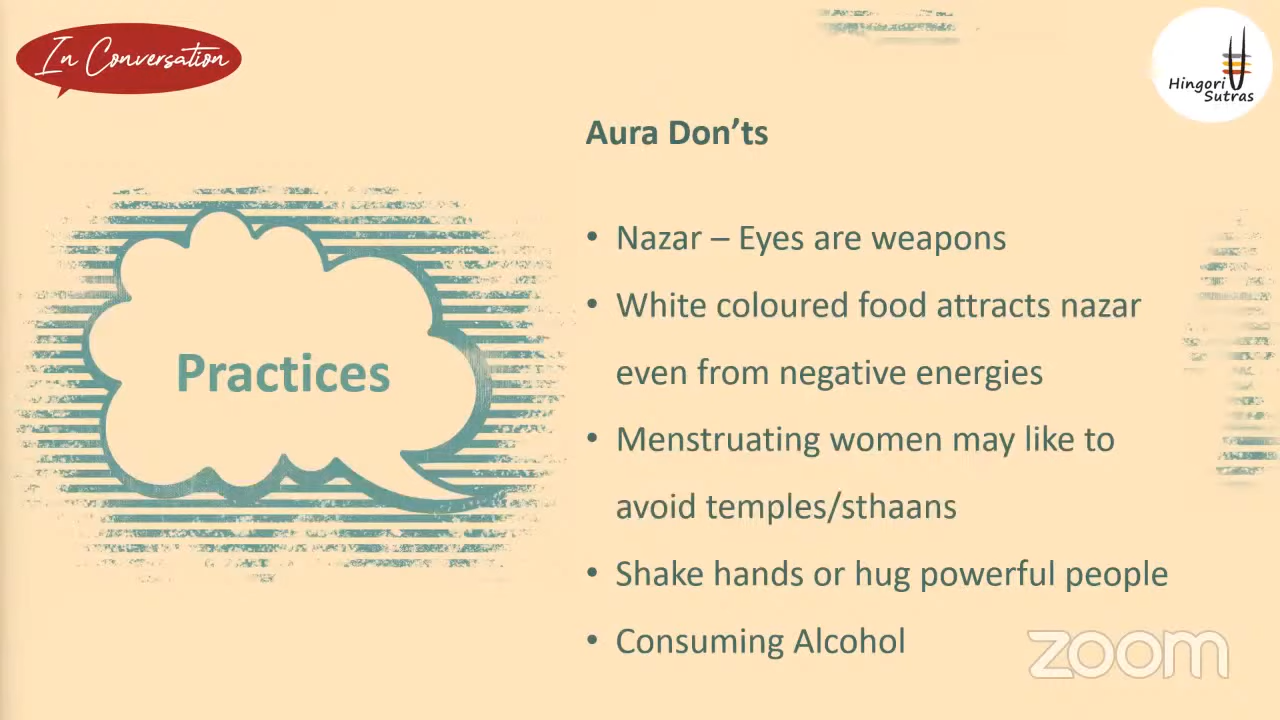 In Conversation
Hingori
Sutras
Aura Don’ts
• Nazar – Eyes are weapons
• White coloured food attracts nazar
even from negative energies
Practices
• Menstruating women may like to
avoid temples/sthaans
• Shake hands or hug powerful people
• Consuming Alcohol
zoom